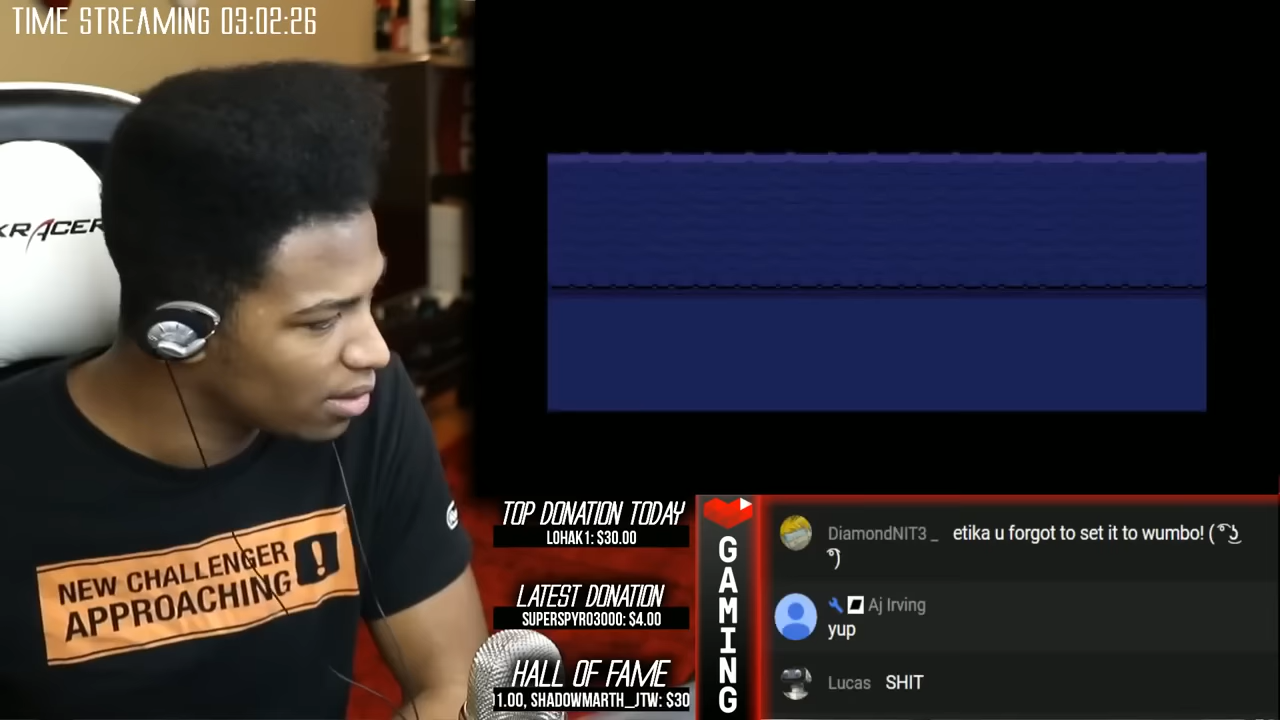 TIME STREAMING 03:02:26
KRACER
NEW CHALLENGER
APPROACHING !
TOP DONATION TODAY
LOHAK1: $30.00
LATEST DONATION
SUPERSPYRO3000: $4.00
HALL OF FAME
1.00, SHADOWMARTH_JTW: $30
GAMING
DiamondNIT3_ etika u forgot to set it to wumbo! ( ͡° ͜ʖ
͡°)
Aj Irving
yup
Lucas SHIT